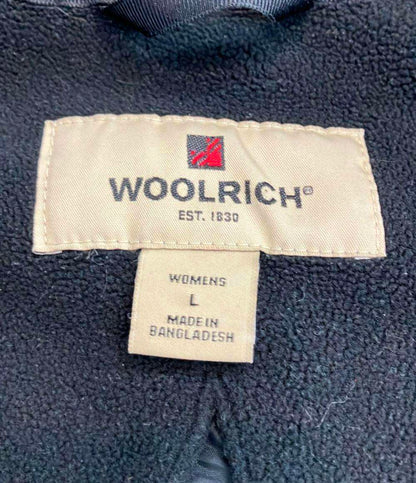 WOOLRICH®
EST. 1830
WOMENS
L
MADE IN
BANGLADESH